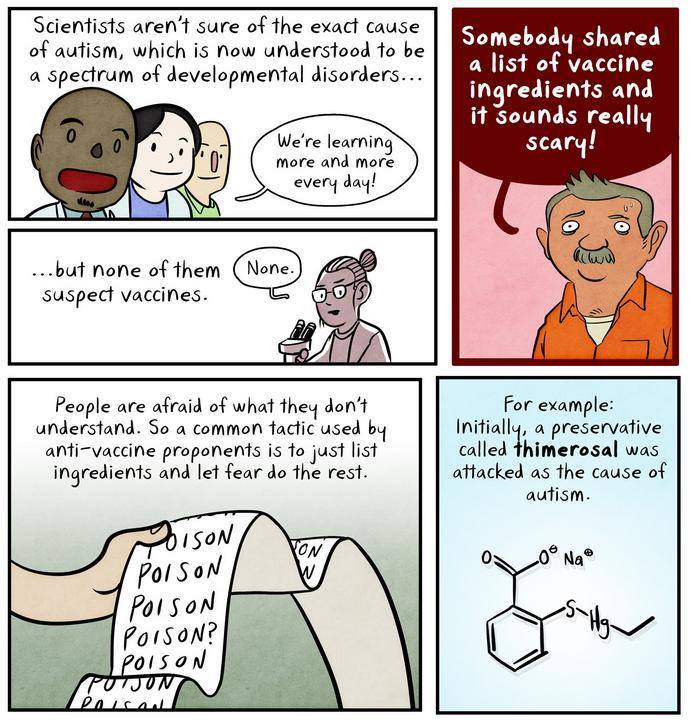 Scientists aren't sure of the exact cause
of autism, which is now understood to be
a spectrum of developmental disorders...
We're learning
more and more
every day!
Somebody shared
a list of vaccine
ingredients and
it sounds really
scary!
...but none of them
suspect vaccines.
None.
People are afraid of what they don't
understand. So a common tactic used by
anti-vaccine proponents is to just list
ingredients and let fear do the rest.
POISON
POISON
POISON
POISON?
POISON
POISON
POISON
ON
N
For example:
Initially, a preservative
called thimerosal was
attacked as the cause of
autism.
O O⊖ Na⊕
S Hg